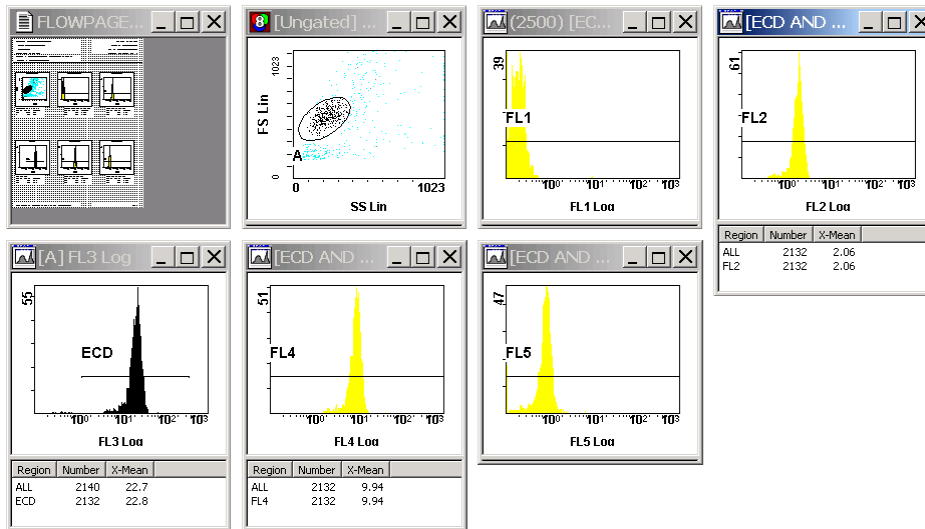 FLOWPAGE...
[Ungated] ...
(2500) [EC...
[ECD AND ...
1023
FS Lin
A
0
0
1023
SS Lin
39
FL1
10⁰ 10¹ 10² 10³
FL1 Log
61
FL2
10⁰ 10¹ 10² 10³
FL2 Log
Region Number X-Mean
ALL 2132 2.06
FL2 2132 2.06
[A] FL3 Log
[ECD AND ...
[ECD AND ...
55
ECD
10⁰ 10¹ 10² 10³
FL3 Log
Region Number X-Mean
ALL 2140 22.7
ECD 2132 22.8
51
FL4
10⁰ 10¹ 10² 10³
FL4 Log
Region Number X-Mean
ALL 2132 9.94
FL4 2132 9.94
47
FL5
10⁰ 10¹ 10² 10³
FL5 Log